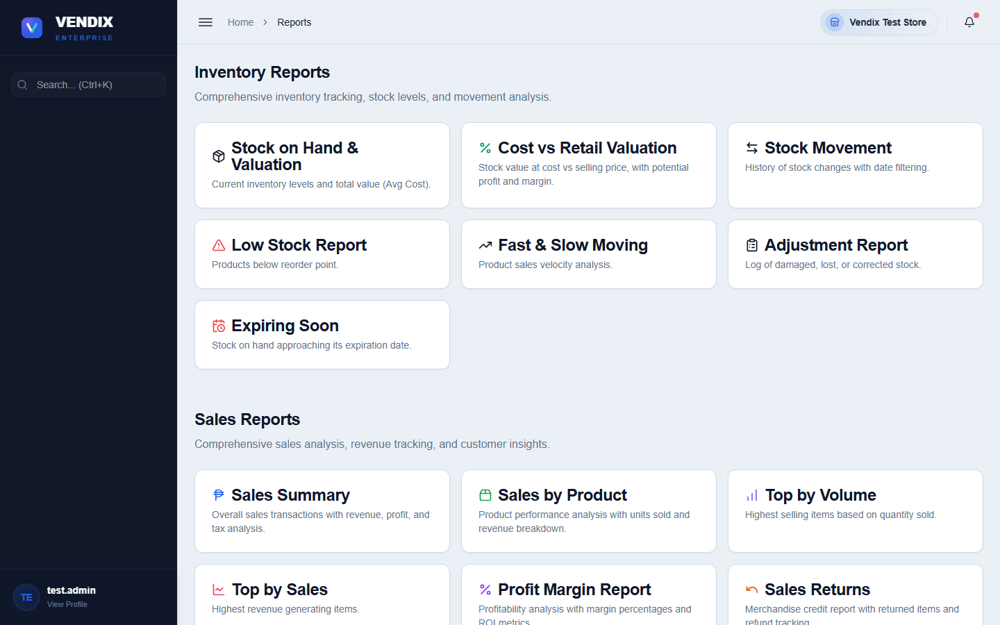 VENDIX
ENTERPRISE
Search... (Ctrl+K)
test.admin
View Profile
TE
Home > Reports
Vendix Test Store
Inventory Reports
Comprehensive inventory tracking, stock levels, and movement analysis.
Stock on Hand &
Valuation
Current inventory levels and total value (Avg Cost).
Cost vs Retail Valuation
Stock value at cost vs selling price, with potential
profit and margin.
Stock Movement
History of stock changes with date filtering.
Low Stock Report
Products below reorder point.
Fast & Slow Moving
Product sales velocity analysis.
Adjustment Report
Log of damaged, lost, or corrected stock.
Expiring Soon
Stock on hand approaching its expiration date.
Sales Reports
Comprehensive sales analysis, revenue tracking, and customer insights.
Sales Summary
Overall sales transactions with revenue, profit, and
tax analysis.
Sales by Product
Product performance analysis with units sold and
revenue breakdown.
Top by Volume
Highest selling items based on quantity sold.
Top by Sales
Highest revenue generating items.
Profit Margin Report
Profitability analysis with margin percentages and
ROI metrics.
Sales Returns
Merchandise credit report with returned items and
refund tracking.